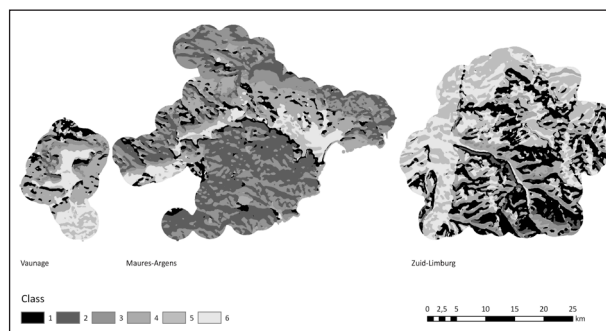 Vaunage
Maures-Argens
Zuid-Limburg
Class
1 2 3 4 5 6
0 2,5 5 10 15 20 25
km